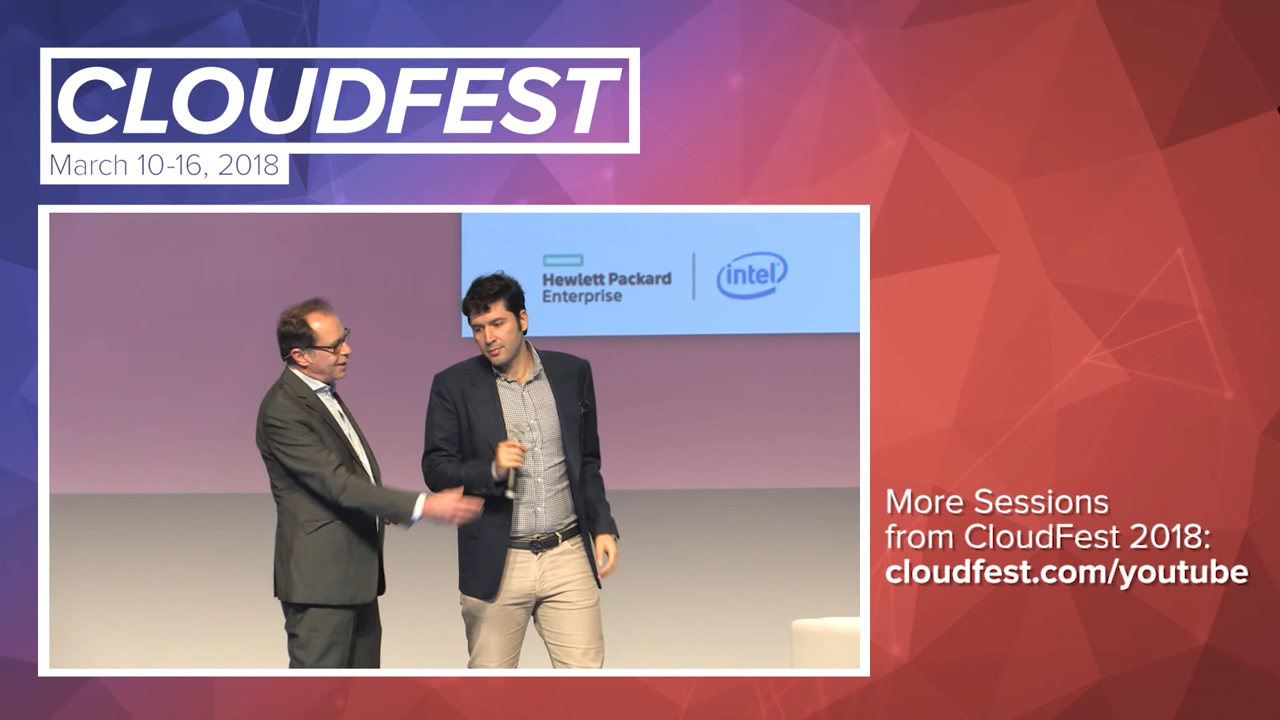 CLOUDFEST
March 10-16, 2018
Hewlett Packard
Enterprise
intel
More Sessions
from CloudFest 2018:
cloudfest.com/youtube